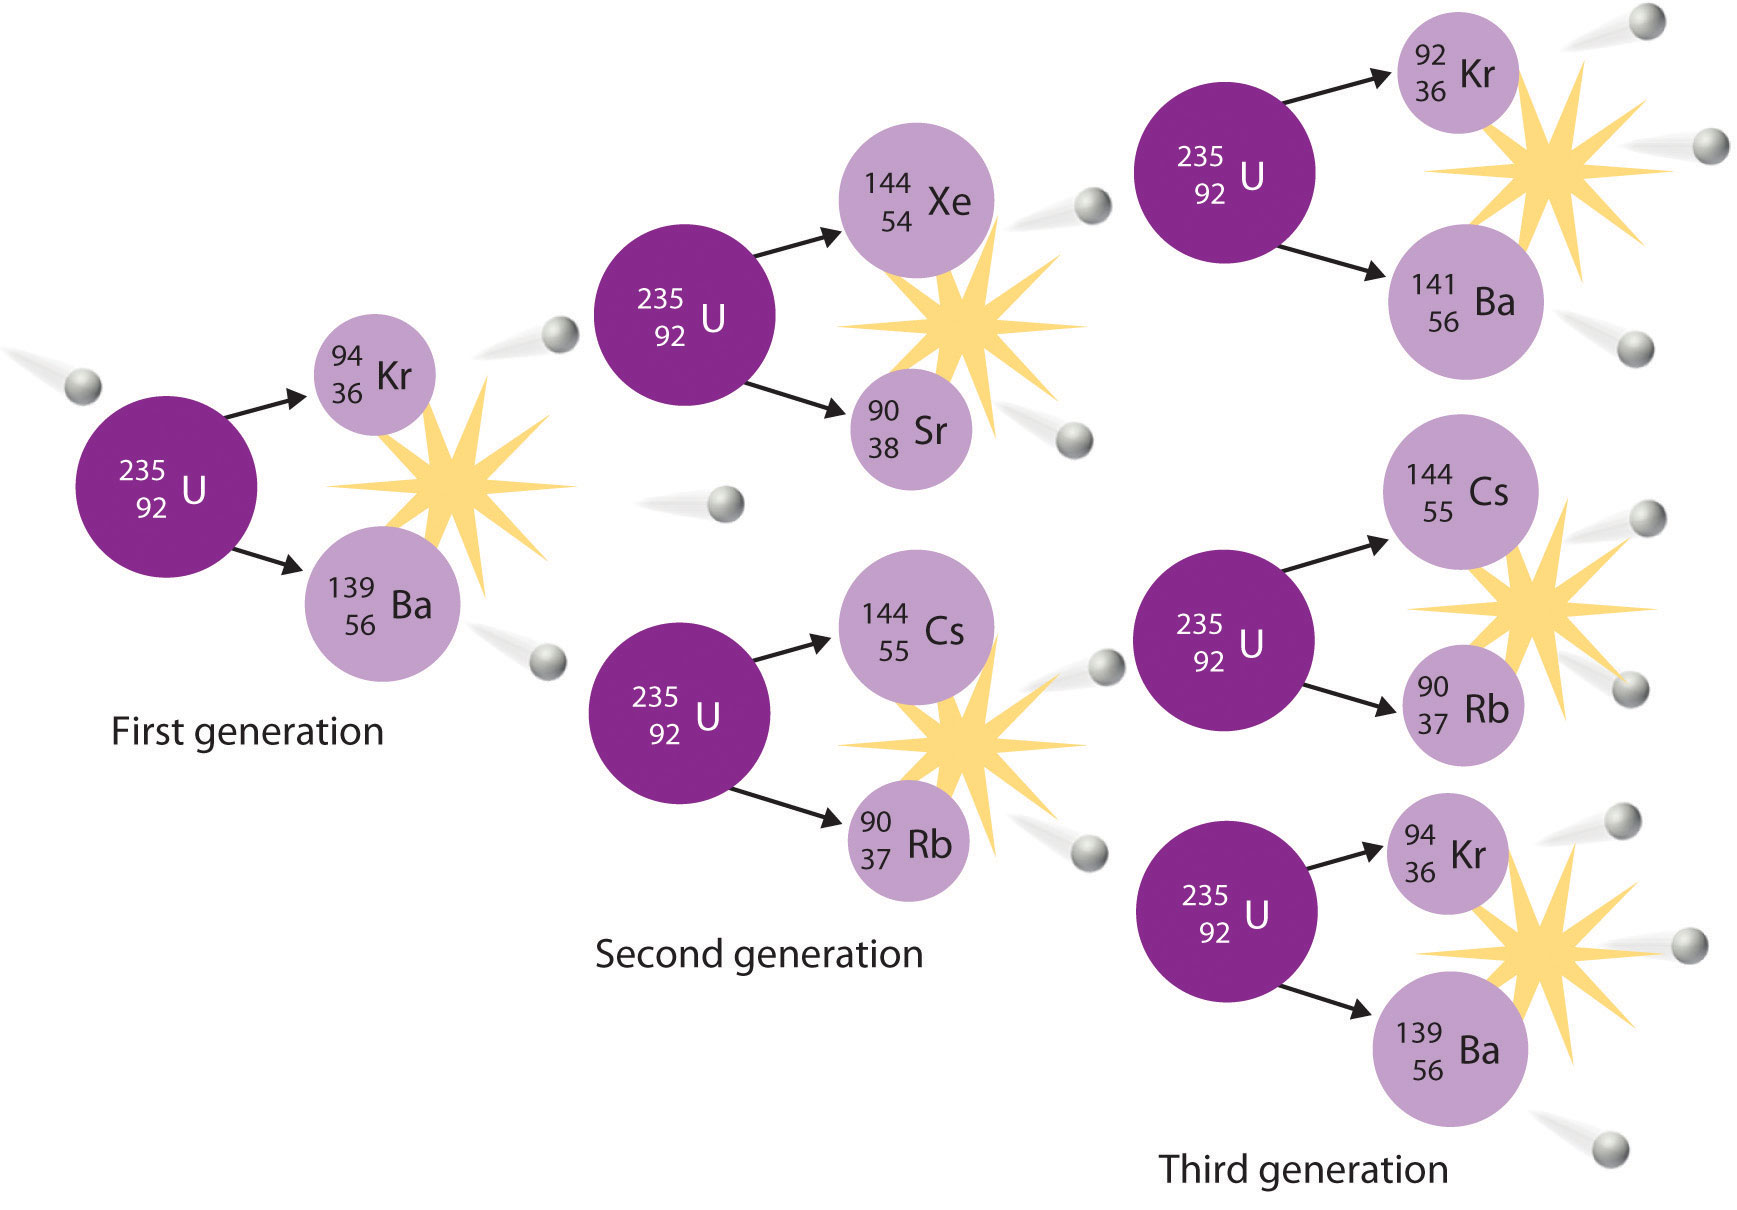 235
92 U
94
36 Kr
139
56 Ba
First generation
235
92 U
144
54 Xe
90
38 Sr
235
92 U
144
55 Cs
90
37 Rb
Second generation
235
92 U
92
36 Kr
141
56 Ba
235
92 U
144
55 Cs
90
37 Rb
235
92 U
94
36 Kr
139
56 Ba
Third generation